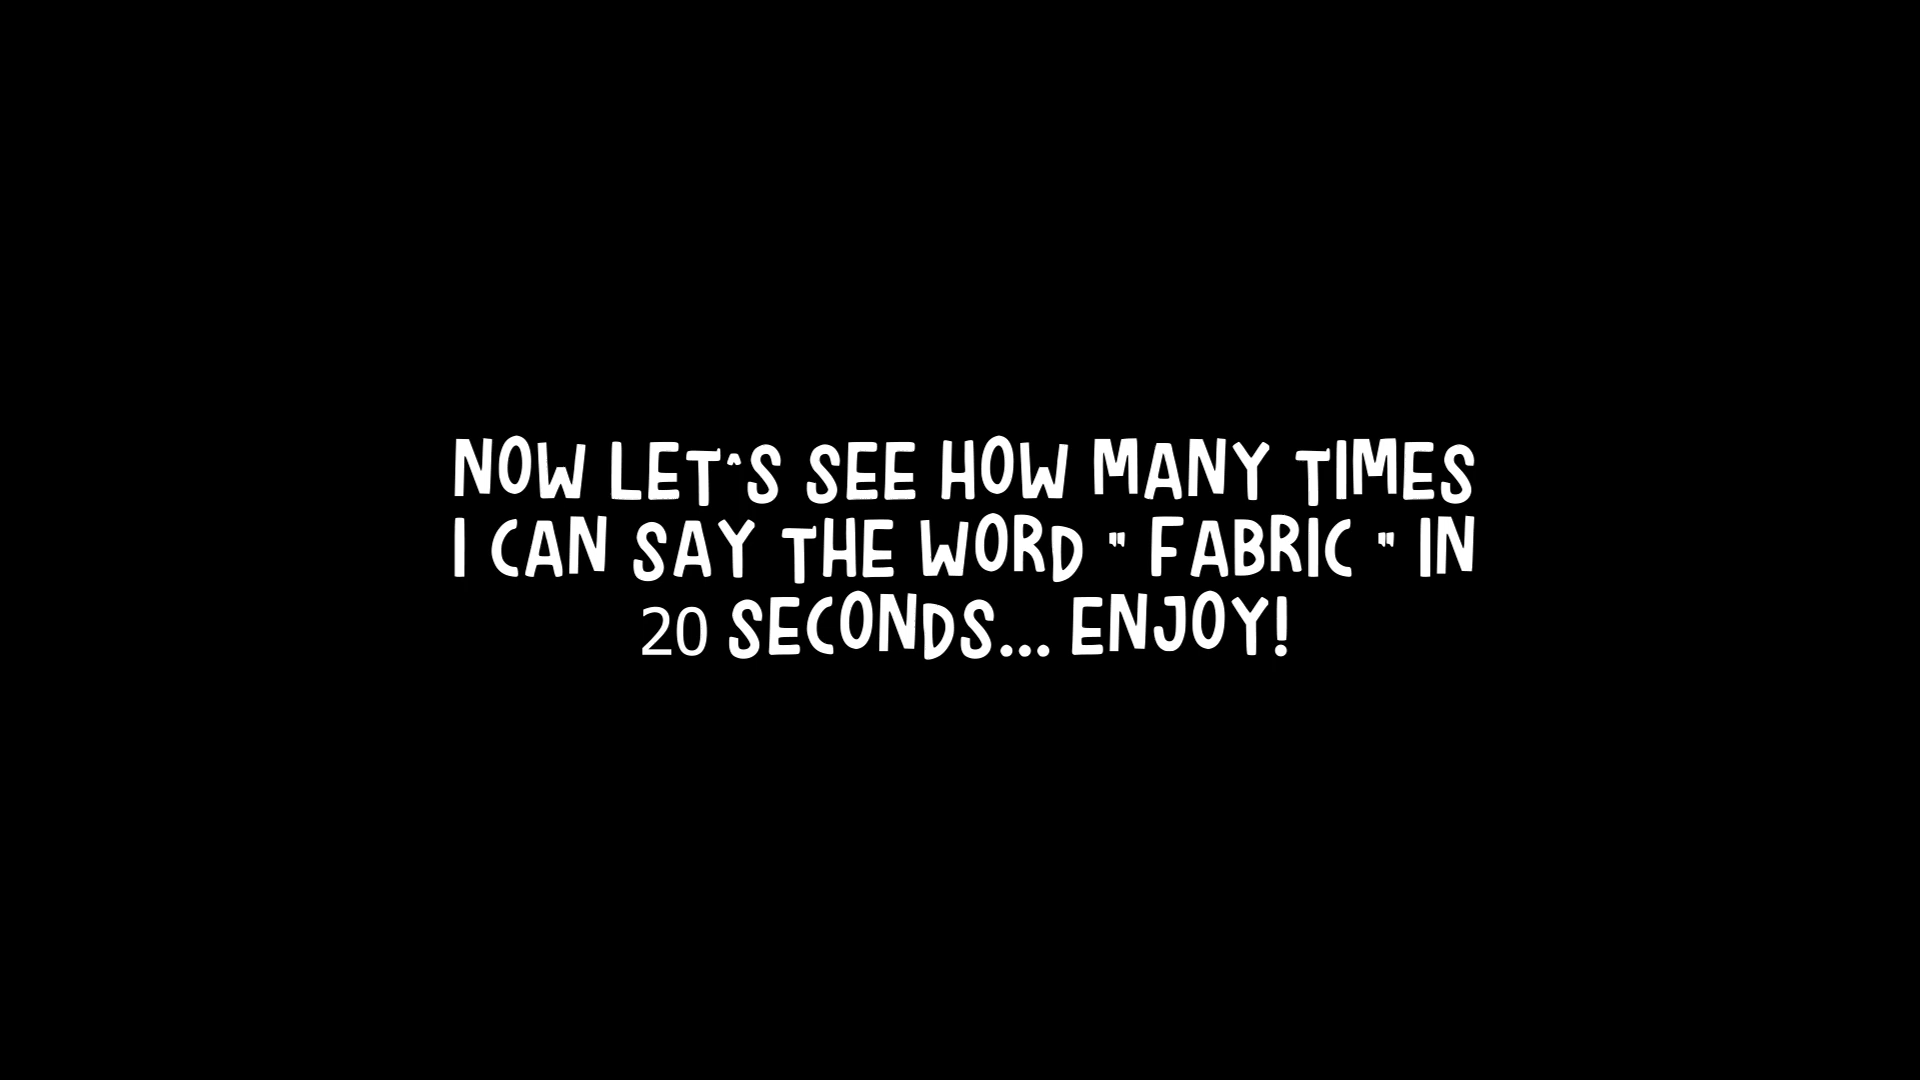 NOW LET^S SEE HOW MANY TIMES
I CAN SAY THE WORD " FABRIC " IN
20 SECONDS... ENJOY!